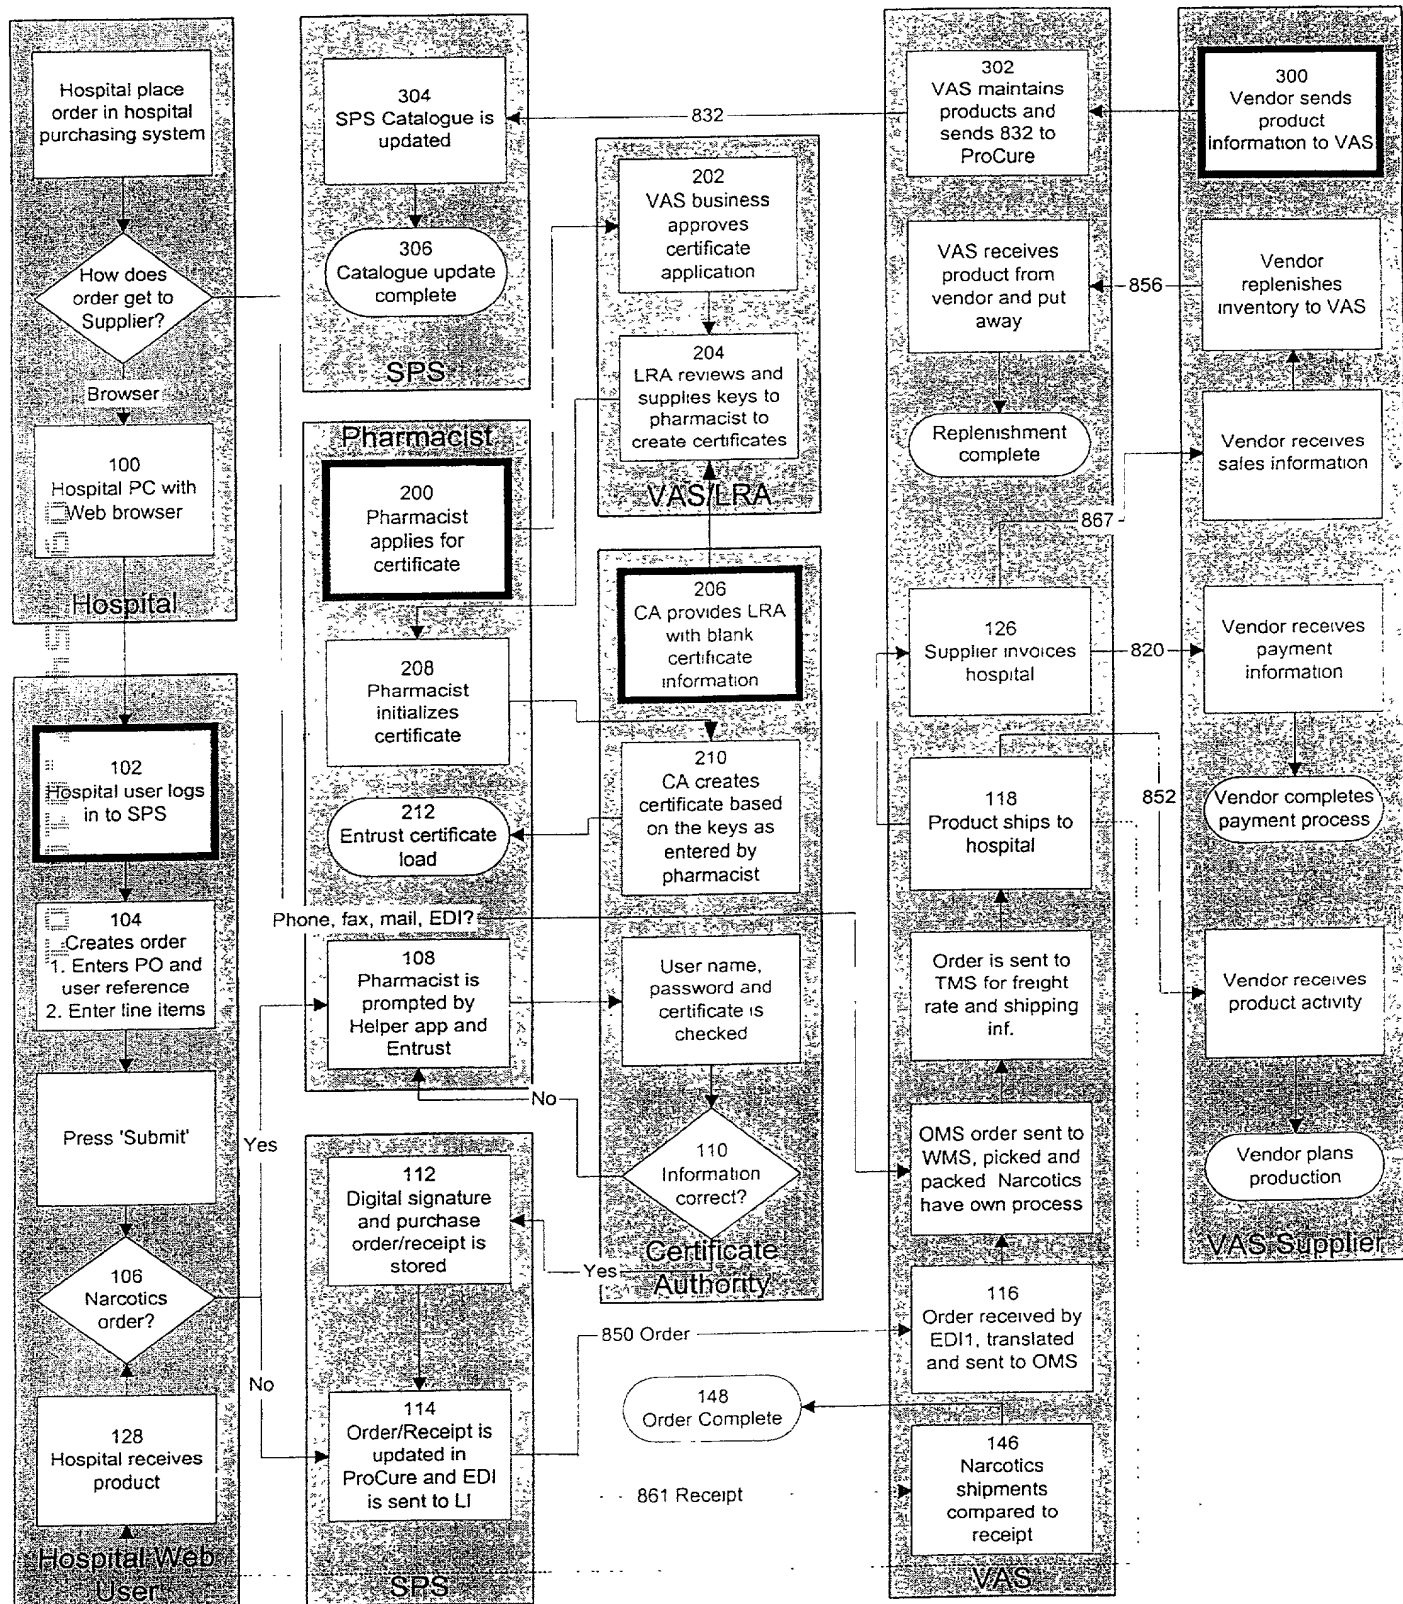 Hospital place
order in hospital
purchasing system
How does
order get to
Supplier?
Browser
100
Hospital PC with
Web browser
Hospital
102
Hospital user logs
in to SPS
104
Creates order
1. Enters PO and
user reference
2. Enter line items
Press 'Submit'
106
Narcotics
order?
Yes
No
128
Hospital receives
product
Hospital Web
User
304
SPS Catalogue is
updated
306
Catalogue update
complete
SPS
Pharmacist
200
Pharmacist
applies for
certificate
208
Pharmacist
initializes
certificate
212
Entrust certificate
load
Phone, fax, mail, EDI?
108
Pharmacist is
prompted by
Helper app and
Entrust
No
112
Digital signature
and purchase
order/receipt is
stored
114
Order/Receipt is
updated in
ProCure and EDI
is sent to LI
SPS
832
202
VAS business
approves
certificate
application
204
LRA reviews and
supplies keys to
pharmacist to
create certificates
VAS/LRA
206
CA provides LRA
with blank
certificate
information
210
CA creates
certificate based
on the keys as
entered by
pharmacist
User name,
password and
certificate is
checked
110
Information
correct?
Yes
Certificate
Authority
850 Order
148
Order Complete
861 Receipt
302
VAS maintains
products and
sends 832 to
ProCure
VAS receives
product from
vendor and put
away
Replenishment
complete
126
Supplier invoices
hospital
118
Product ships to
hospital
Order is sent to
TMS for freight
rate and shipping
inf.
OMS order sent to
WMS, picked and
packed Narcotics
have own process
116
Order received by
EDI1, translated
and sent to OMS
146
Narcotics
shipments
compared to
receipt
VAS
856
867
820
852
300
Vendor sends
product
information to VAS
Vendor
replenishes
inventory to VAS
Vendor receives
sales information
Vendor receives
payment
information
Vendor completes
payment process
Vendor receives
product activity
Vendor plans
production
VAS Supplier